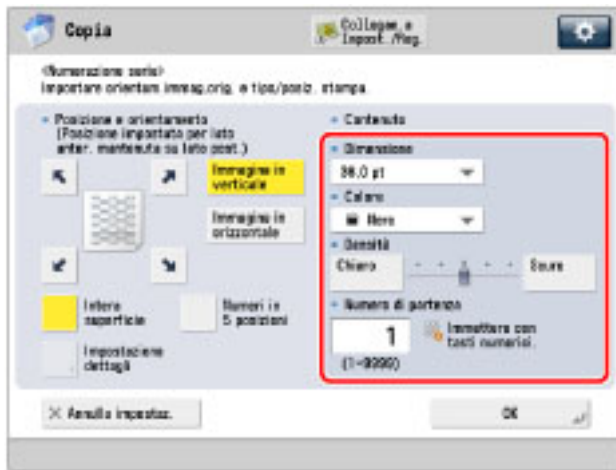 Copia
Collegam. a
Impost./Reg.
<Numerazione serie>
Impostare orientam immag.orig. e tipo/posiz. stampa.
Posizione e orientamento
(Posizione impostata per lato
anter. mantenuta su lato post.)
Immagine in
verticale
Immagine in
orizzontale
Intera
superficie
Numeri in
5 posizioni
Impostazione
dettagli
Contenuto
Dimensione
36.0 pt
Colore
Nero
Densità
Chiaro
Scuro
Numero di partenza
1
(1-9999)
Immettere con
tasti numerici.
Annulla impostaz.
OK